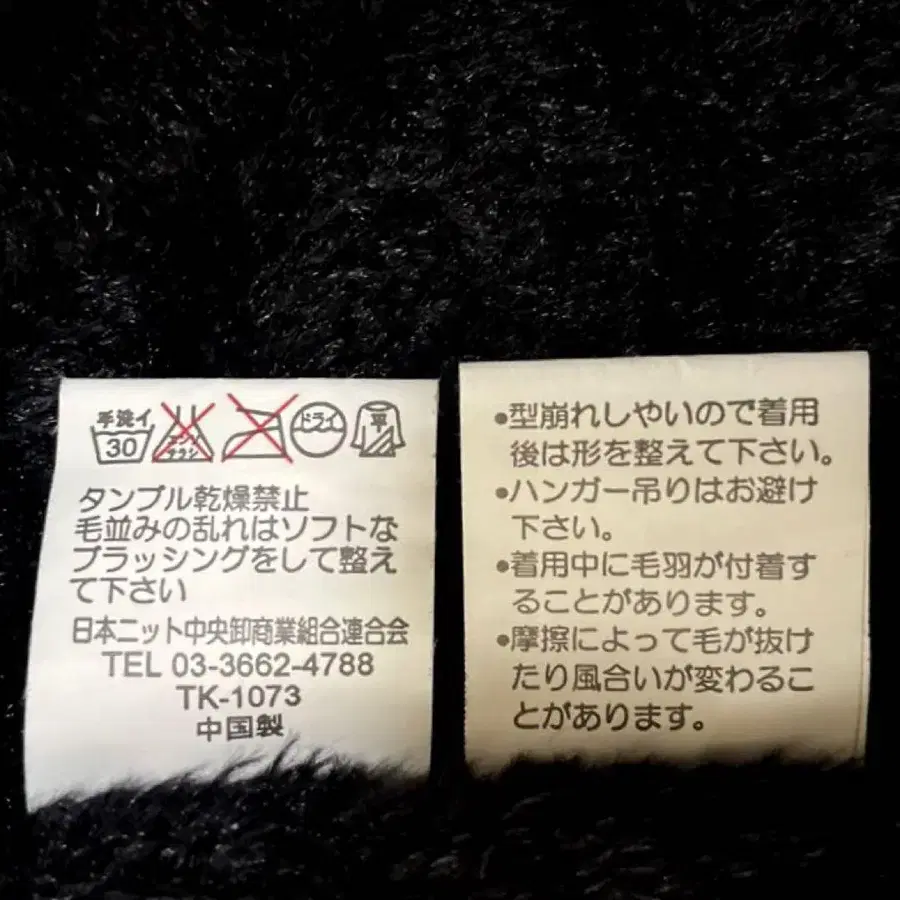 手洗イ
30
エンソ
サラシ
ドライ
平
タンブル乾燥禁止
毛並みの乱れはソフトな
ブラッシングをして整え
て下さい
日本ニット中央卸商業組合連合会
TEL 03-3662-4788
TK-1073
中国製
•型崩れしやいので着用
後は形を整えて下さい。
•ハンガー吊りはお避け
下さい。
•着用中に毛羽が付着す
ることがあります。
•摩擦によって毛が抜け
たり風合いが変わるこ
とがあります。